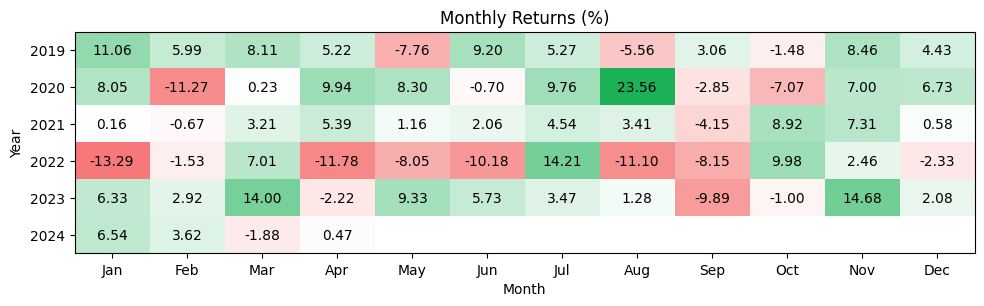 Monthly Returns (%)
Year
2019 11.06 5.99 8.11 5.22 -7.76 9.20 5.27 -5.56 3.06 -1.48 8.46 4.43
2020 8.05 -11.27 0.23 9.94 8.30 -0.70 9.76 23.56 -2.85 -7.07 7.00 6.73
2021 0.16 -0.67 3.21 5.39 1.16 2.06 4.54 3.41 -4.15 8.92 7.31 0.58
2022 -13.29 -1.53 7.01 -11.78 -8.05 -10.18 14.21 -11.10 -8.15 9.98 2.46 -2.33
2023 6.33 2.92 14.00 -2.22 9.33 5.73 3.47 1.28 -9.89 -1.00 14.68 2.08
2024 6.54 3.62 -1.88 0.47
Jan Feb Mar Apr May Jun Jul Aug Sep Oct Nov Dec
Month